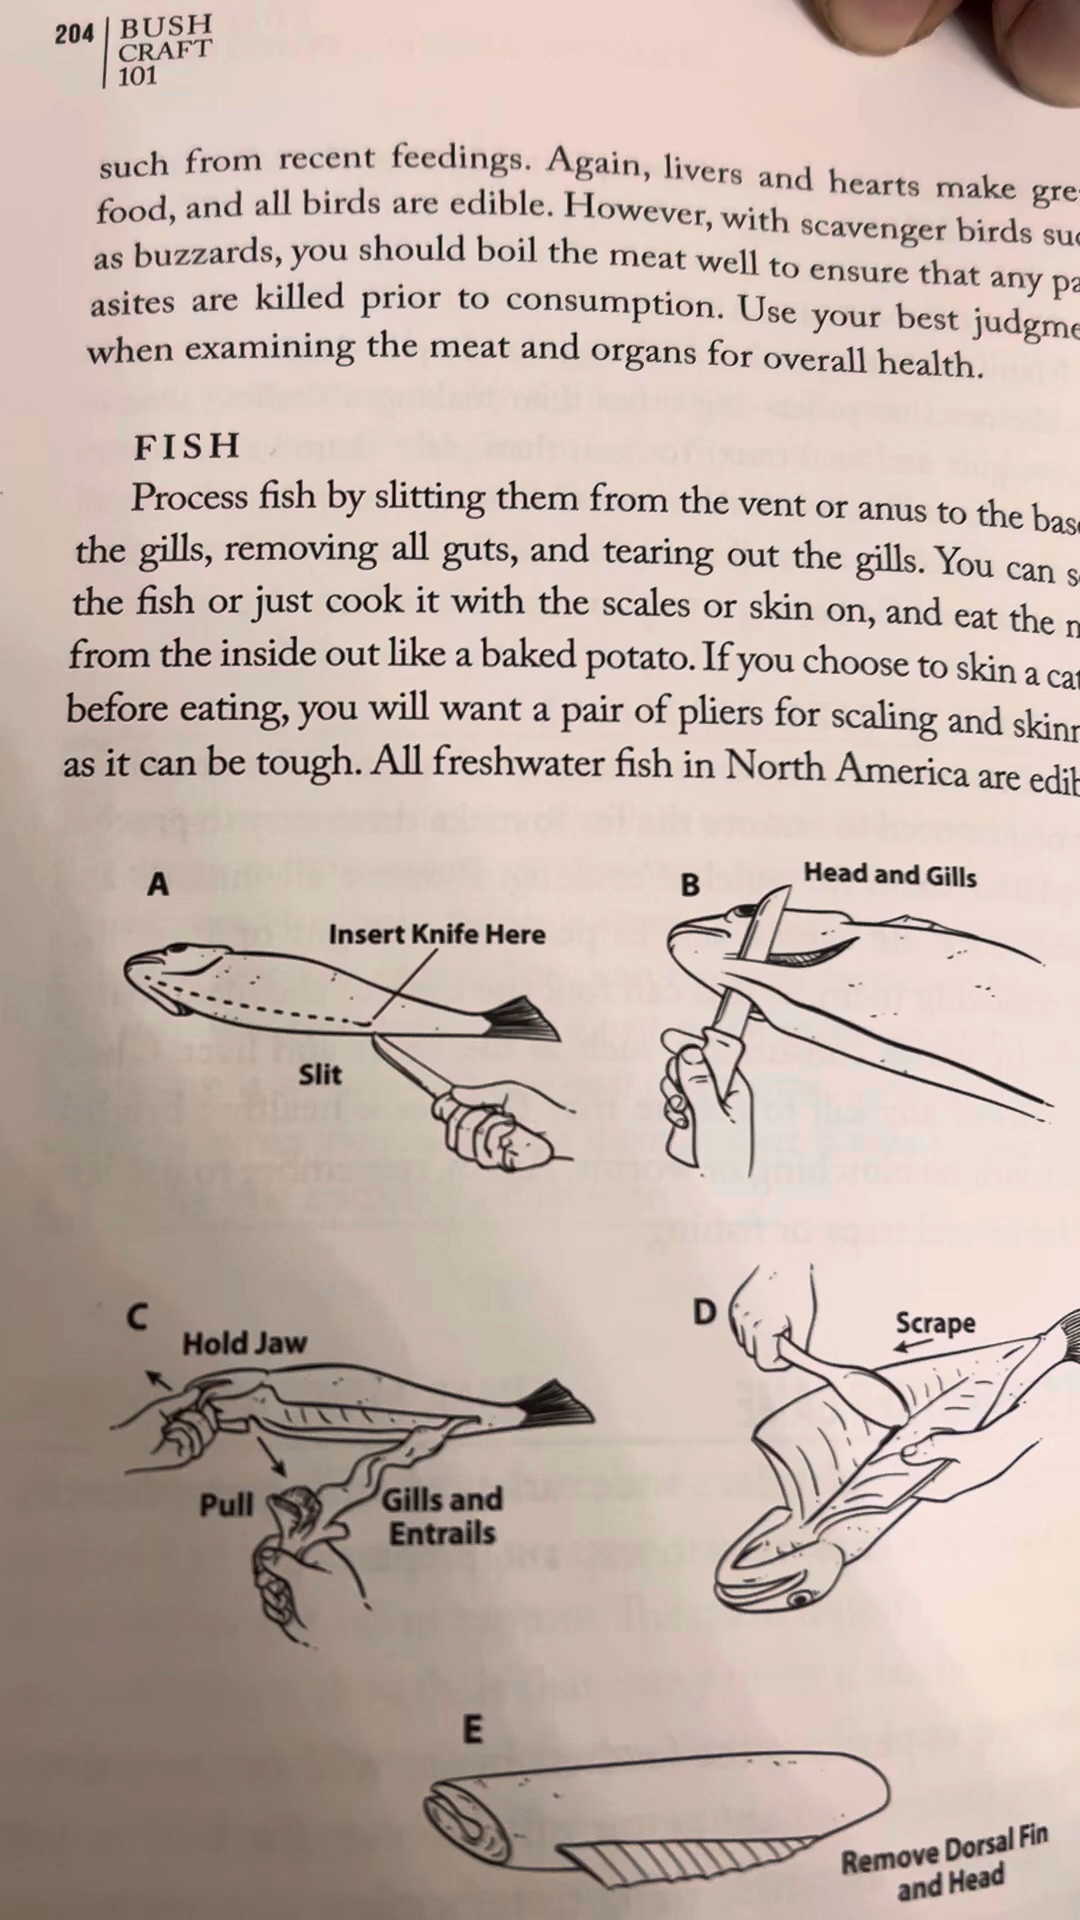 204 BUSH
CRAFT
101
such from recent feedings. Again, livers and hearts make
food, and all birds are edible. However, with scavenger birds
as buzzards, you should boil the meat well to ensure that any
asites are killed prior to consumption. Use your best
when examining the meat and organs for overall health.
FISH
Process fish by slitting them from the vent or anus to the
the gills, removing all guts, and tearing out the gills. You can
the fish or just cook it with the scales or skin on, and eat the
from the inside out like a baked potato. If you choose to skin a
before eating, you will want a pair of pliers for scaling and
as it can be tough. All freshwater fish in North America are
A
Insert Knife Here
Slit
B
Head and Gills
C
Hold Jaw
Pull
Gills and
Entrails
D
Scrape
E
Remove Dorsal Fin
and Head